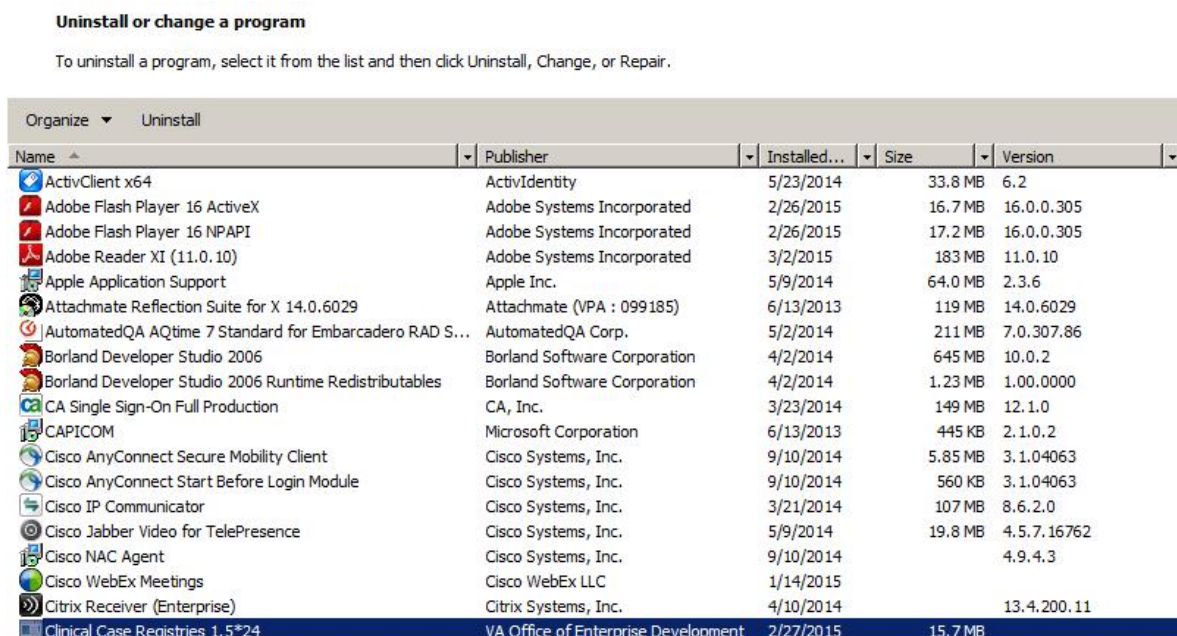 Uninstall or change a program
To uninstall a program, select it from the list and then click Uninstall, Change, or Repair.
Organize Uninstall
Name Publisher Installed... Size Version
ActivClient x64 ActivIdentity 5/23/2014 33.8 MB 6.2
Adobe Flash Player 16 ActiveX Adobe Systems Incorporated 2/26/2015 16.7 MB 16.0.0.305
Adobe Flash Player 16 NPAPI Adobe Systems Incorporated 2/26/2015 17.2 MB 16.0.0.305
Adobe Reader XI (11.0.10) Adobe Systems Incorporated 3/2/2015 183 MB 11.0.10
Apple Application Support Apple Inc. 5/9/2014 64.0 MB 2.3.6
Attachmate Reflection Suite for X 14.0.6029 Attachmate (VPA : 099185) 6/13/2013 119 MB 14.0.6029
AutomatedQA AQtime 7 Standard for Embarcadero RAD S... AutomatedQA Corp. 5/2/2014 211 MB 7.0.307.86
Borland Developer Studio 2006 Borland Software Corporation 4/2/2014 645 MB 10.0.2
Borland Developer Studio 2006 Runtime Redistributables Borland Software Corporation 4/2/2014 1.23 MB 1.00.0000
ca CA Single Sign-On Full Production CA, Inc. 3/23/2014 149 MB 12.1.0
CAPICOM Microsoft Corporation 6/13/2013 445 KB 2.1.0.2
Cisco AnyConnect Secure Mobility Client Cisco Systems, Inc. 9/10/2014 5.85 MB 3.1.04063
Cisco AnyConnect Start Before Login Module Cisco Systems, Inc. 9/10/2014 560 KB 3.1.04063
Cisco IP Communicator Cisco Systems, Inc. 3/21/2014 107 MB 8.6.2.0
Cisco Jabber Video for TelePresence Cisco Systems, Inc. 5/9/2014 19.8 MB 4.5.7.16762
Cisco NAC Agent Cisco Systems, Inc. 9/10/2014 4.9.4.3
Cisco WebEx Meetings Cisco WebEx LLC 1/14/2015
Citrix Receiver (Enterprise) Citrix Systems, Inc. 4/10/2014 13.4.200.11
Clinical Case Registries 1.5*24 VA Office of Enterprise Development 2/27/2015 15.7 MB